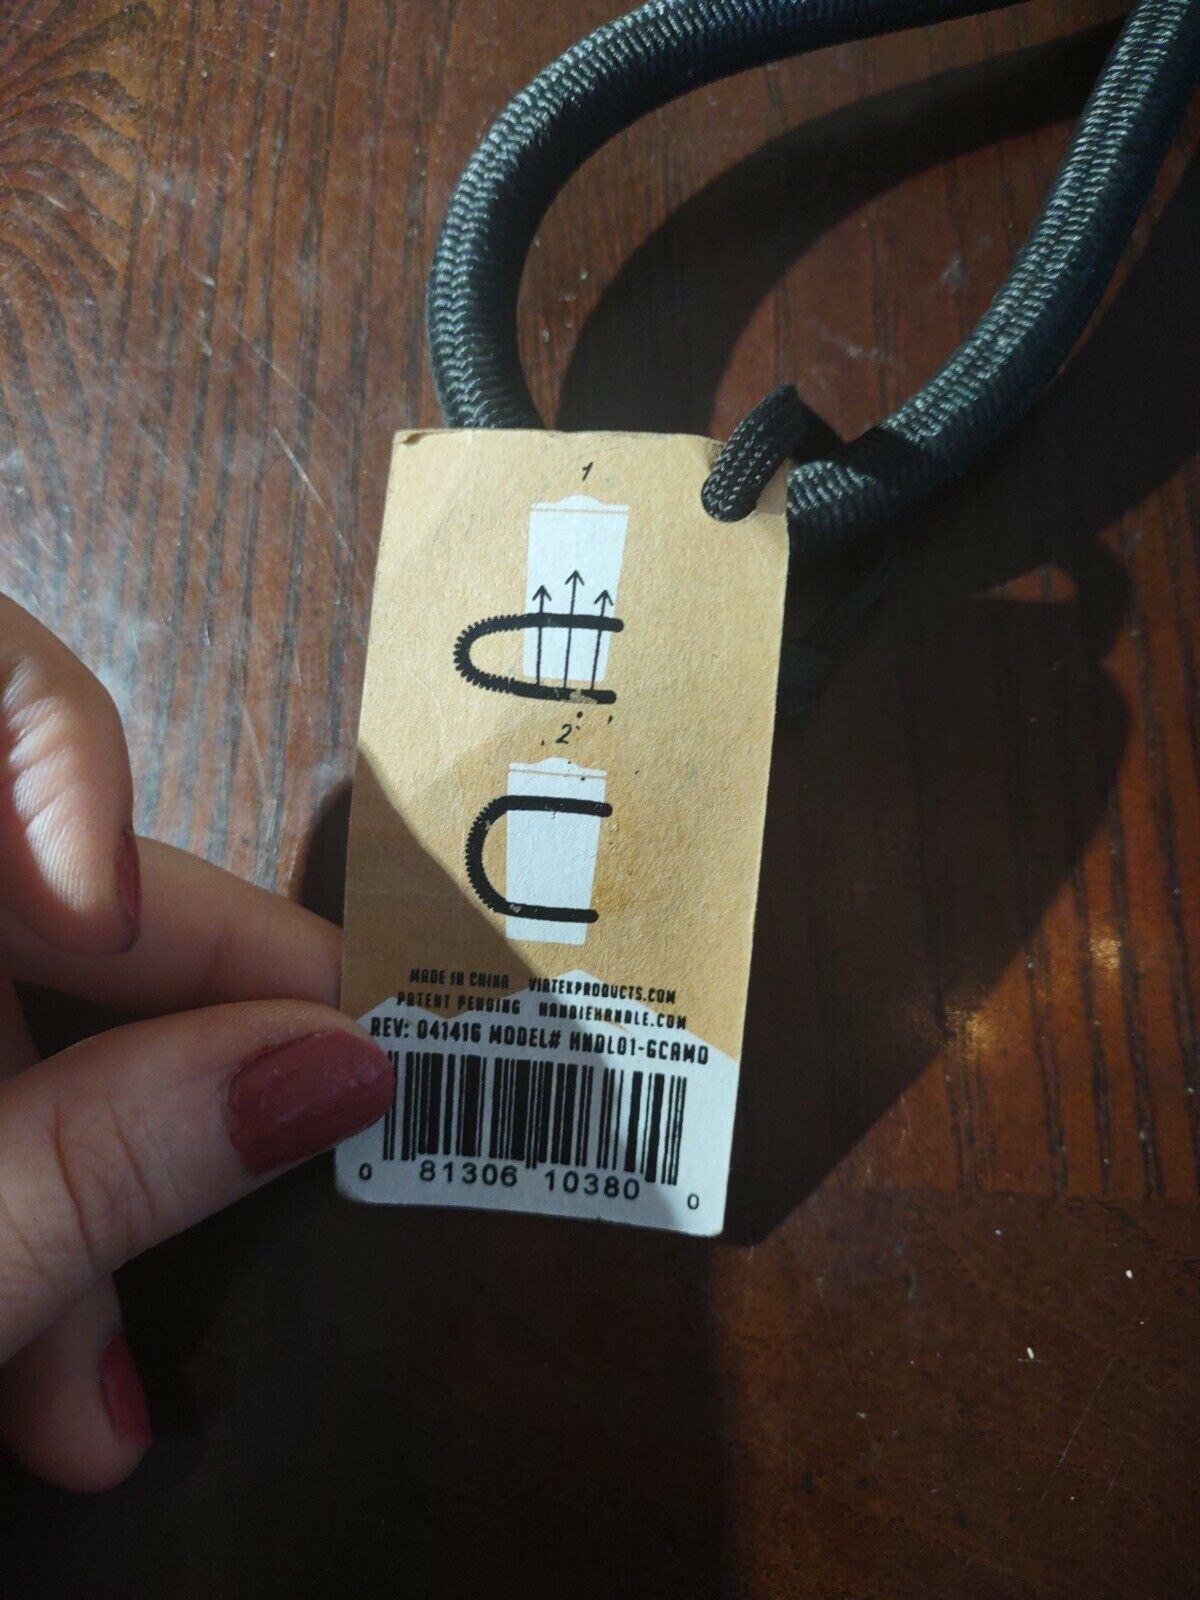 1
2
MADE IN CHINA VIRTEXPRODUCTS.COM
PATENT PENDING HANDIEHANDLE.COM
REV: 041416 MODEL# HNDL01-GCAMO
0 81306 10380 0